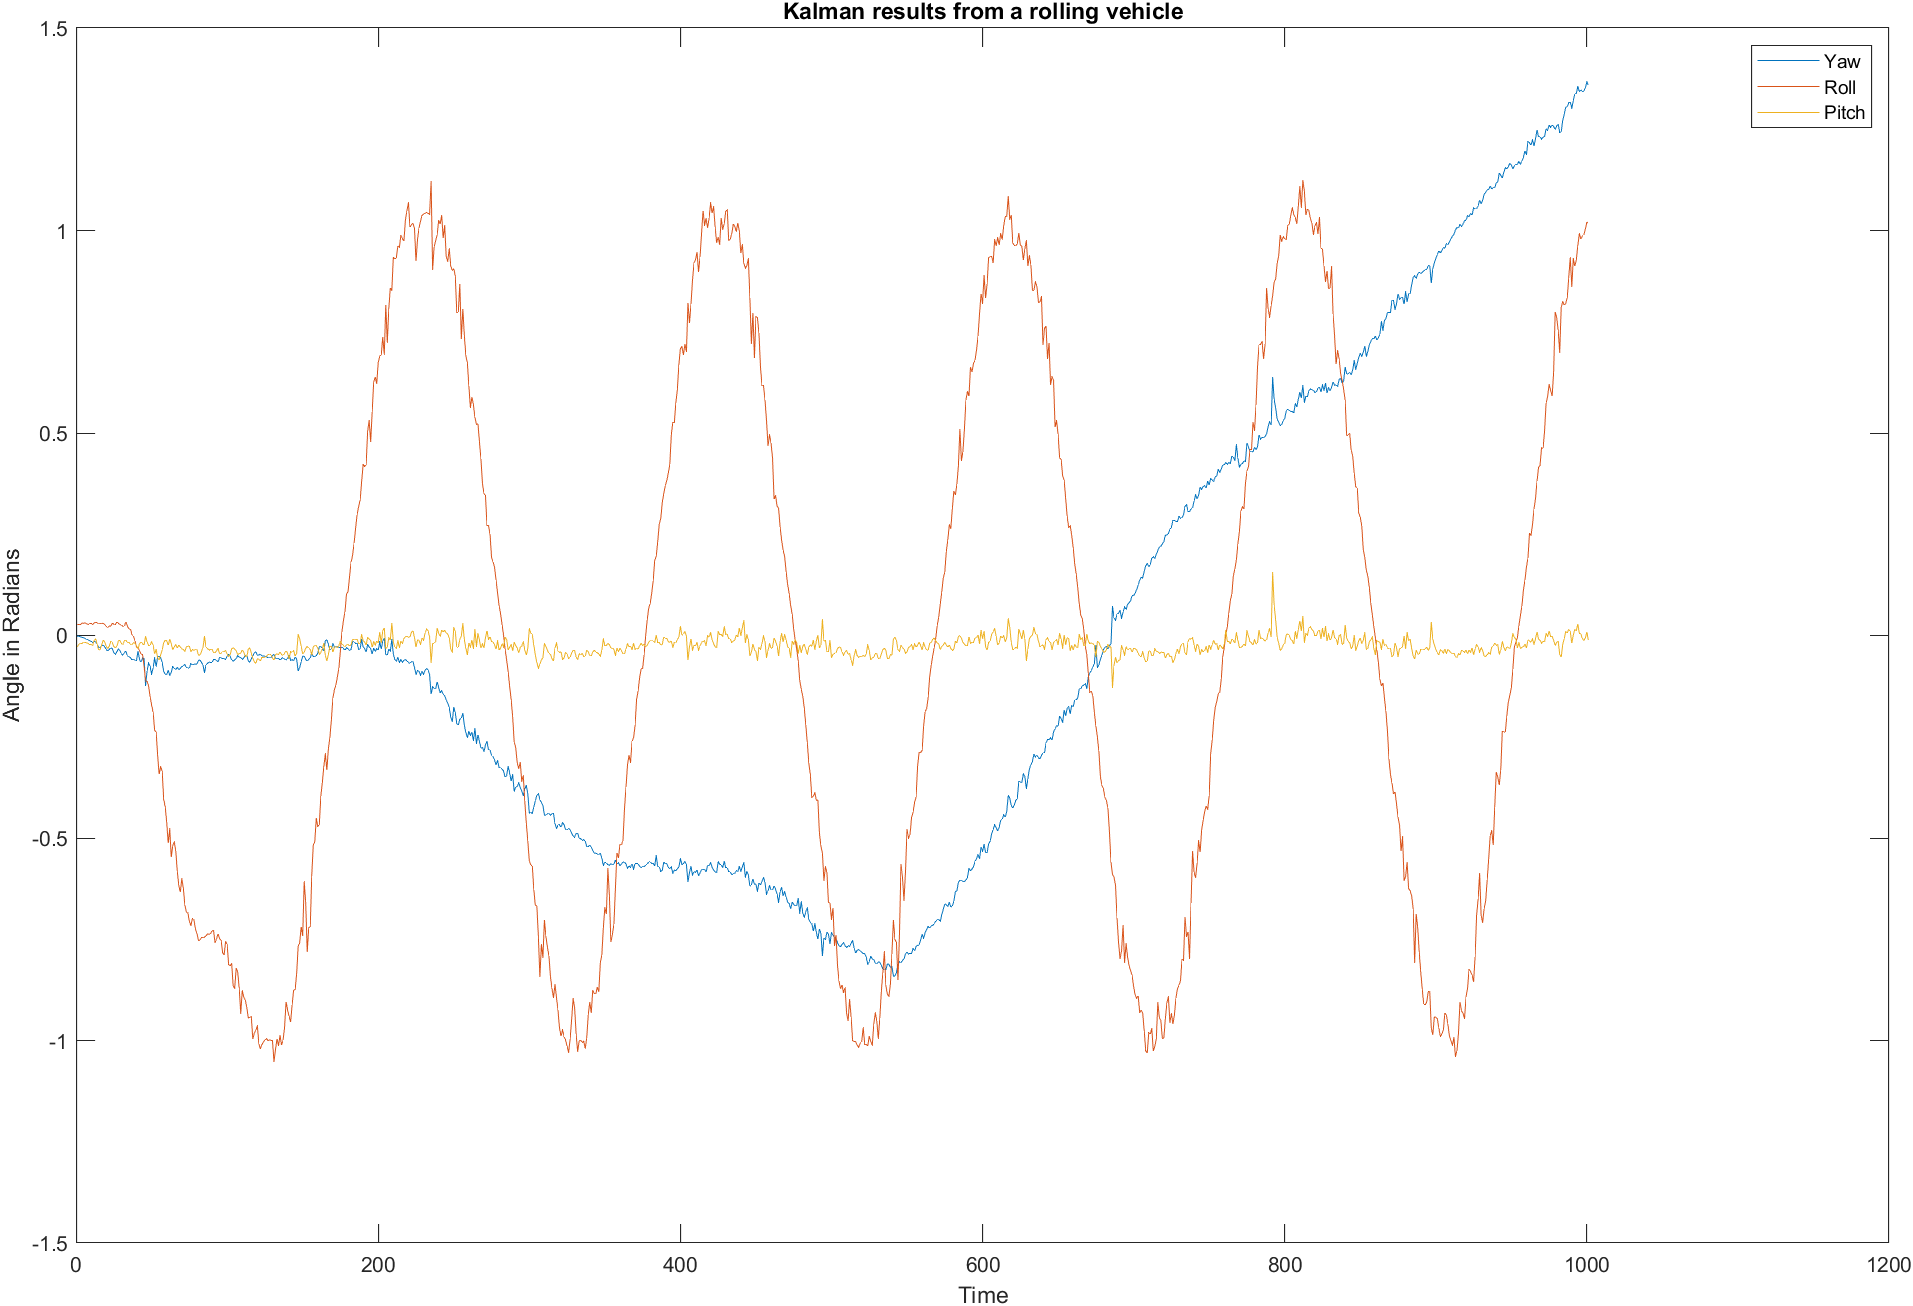 Kalman results from a rolling vehicle
1.5
1
0.5
0
-0.5
-1
-1.5
Angle in Radians
Yaw
Roll
Pitch
0 200 400 600 800 1000 1200
Time